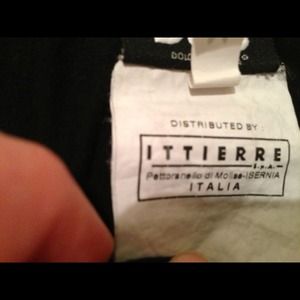 DISTRIBUTED BY :
ITTIERRE
S.p.A.
Pettoranello di Molise-ISERNIA
ITALIA